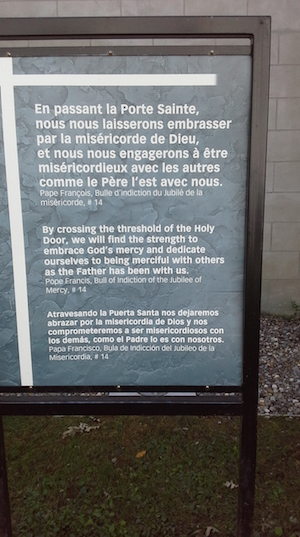 En passant la Porte Sainte,
nous nous laisserons embrasser
par la miséricorde de Dieu,
et nous nous engagerons à être
miséricordieux avec les autres
comme le Père l'est avec nous.
Pape François, Bulle d'indiction du Jubilé de la
miséricorde, # 14
By crossing the threshold of the Holy
Door, we will find the strength to
embrace God's mercy and dedicate
ourselves to being merciful with others
as the Father has been with us.
Pope Francis, Bull of Indiction of the Jubilee of
Mercy, # 14
Atravesando la Puerta Santa nos dejaremos
abrazar por la misericordia de Dios y nos
comprometeremos a ser misericordiosos con
los demás, como el Padre lo es con nosotros.
Papa Francisco, Bula de Indicción del Jubileo de la
Misericordia, # 14